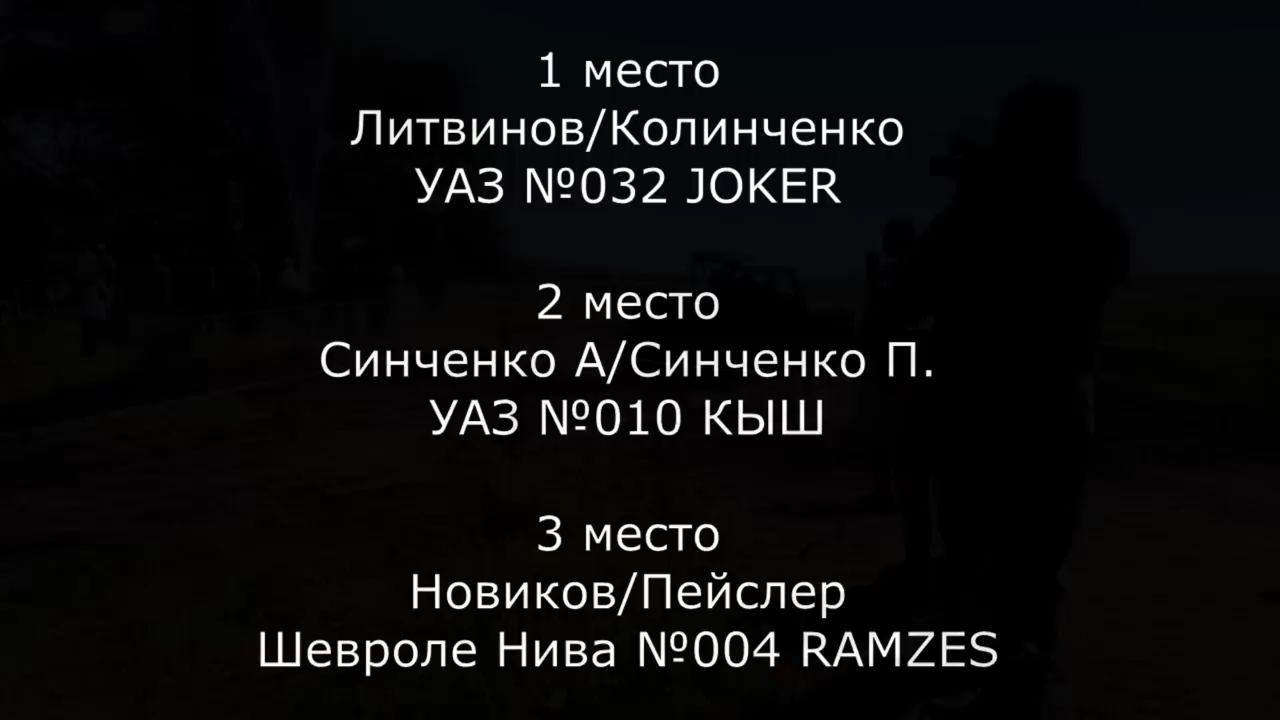 1 место
Литвинов/Колинченко
УАЗ №032 JOKER
2 место
Синченко А/Синченко П.
УАЗ №010 КЫШ
3 место
Новиков/Пейслер
Шевроле Нива №004 RAMZES